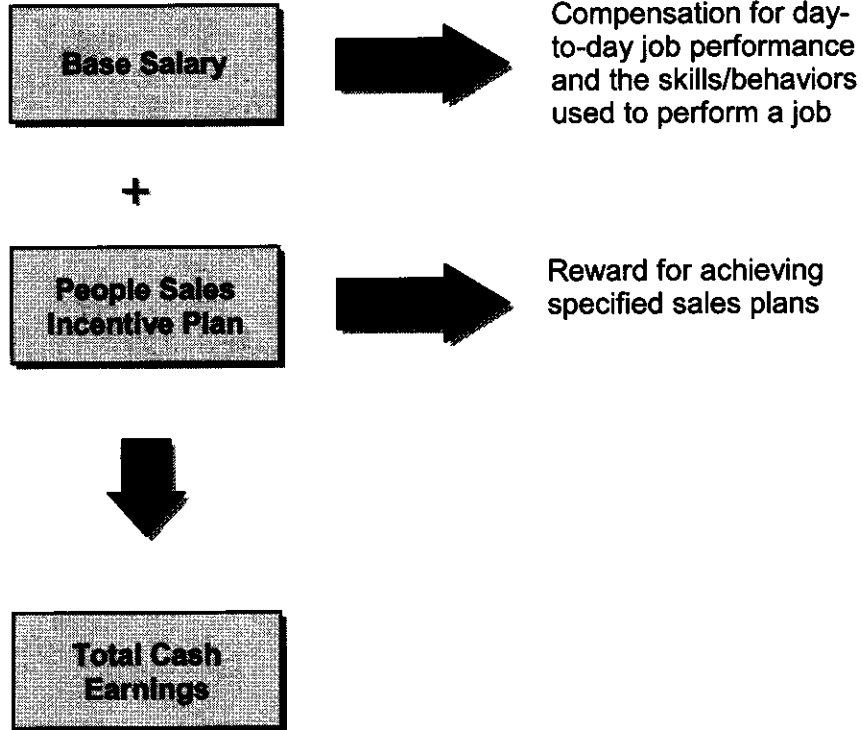 Base Salary
Compensation for day-
to-day job performance
and the skills/behaviors
used to perform a job
+
People Sales
Incentive Plan
Reward for achieving
specified sales plans
Total Cash
Earnings